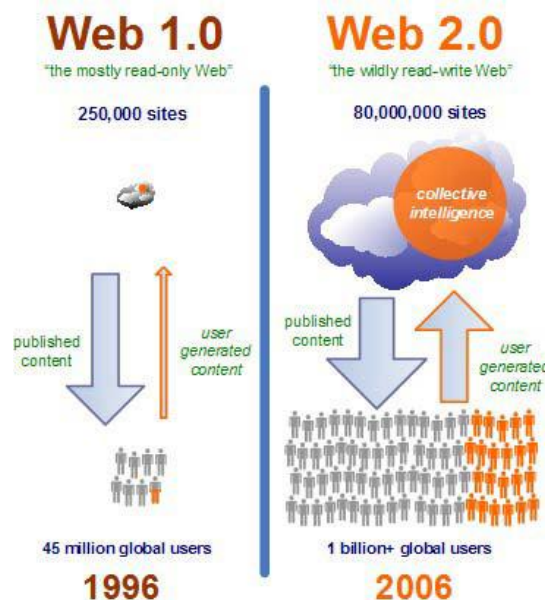 Web 1.0
"the mostly read-only Web"
250,000 sites
published
content
user
generated
content
45 million global users
1996
Web 2.0
"the wildly read-write Web"
80,000,000 sites
collective
intelligence
published
content
user
generated
content
1 billion+ global users
2006